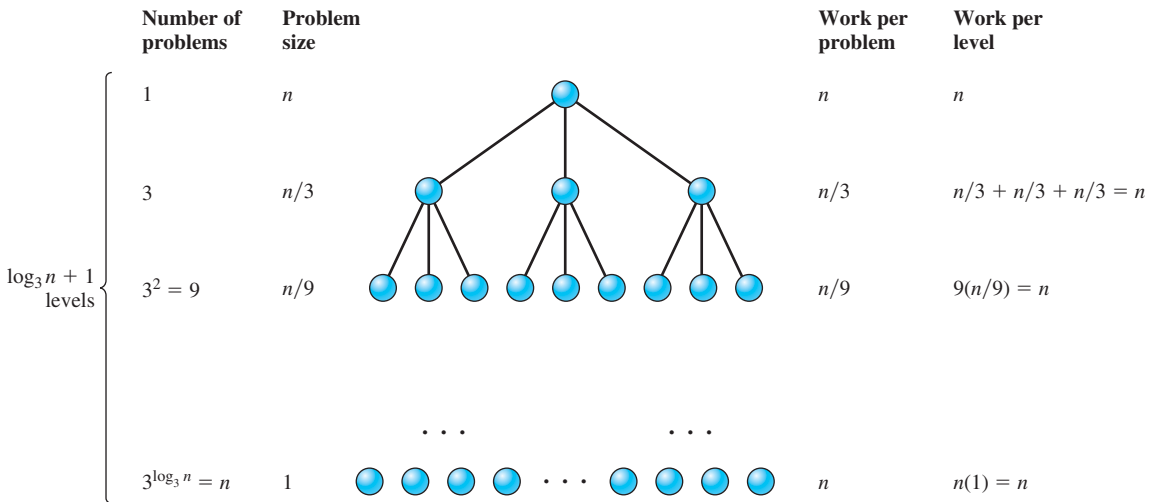 Number of problems Problem size Work per problem Work per level
1 n n n
3 n/3 n/3 n/3 + n/3 + n/3 = n
log₃ n + 1 levels
3² = 9 n/9 n/9 9(n/9) = n
· · · · · ·
3^{log₃ n} = n 1 · · · n n(1) = n